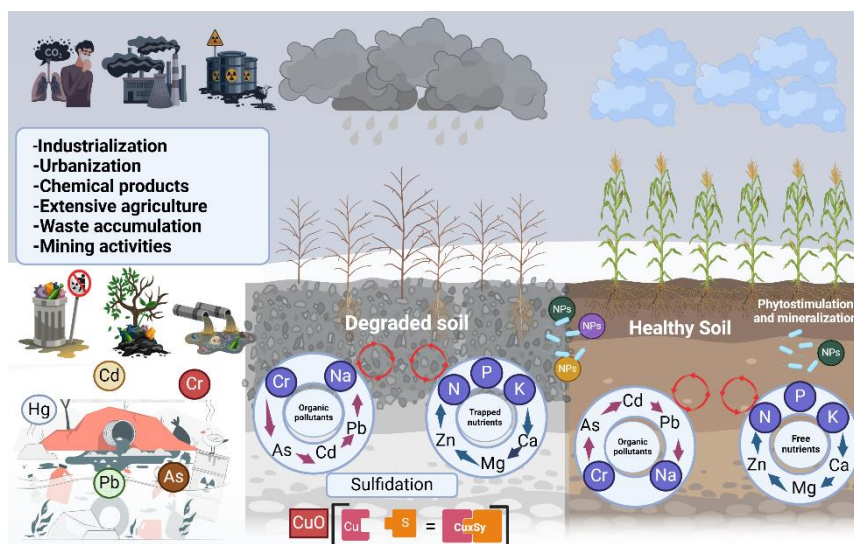 CO₂
-Industrialization
-Urbanization
-Chemical products
-Extensive agriculture
-Waste accumulation
-Mining activities
Cd
Cr
Hg
Pb
As
Degraded soil
Cr
Na
Organic
pollutants
As
Cd
Pb
N
P
K
Trapped
nutrients
Zn
Mg
Ca
Sulfidation
CuO
Cu
S
=
CuxSy
NPs
NPs
NPs
Healthy Soil
Phytostimulation
and mineralization
NPs
Cd
As
Pb
Organic
pollutants
Cr
Na
P
N
K
Free
nutrients
Zn
Ca
Mg